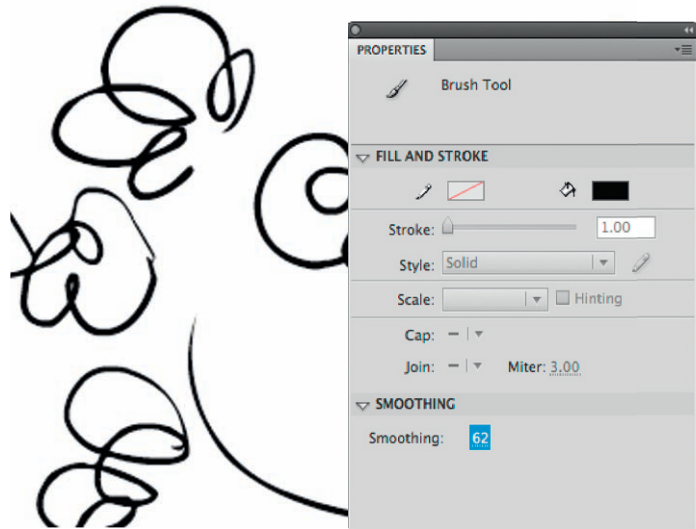 PROPERTIES
Brush Tool
FILL AND STROKE
Stroke: 1.00
Style: Solid
Scale: Hinting
Cap:
Join: Miter: 3.00
SMOOTHING
Smoothing: 62